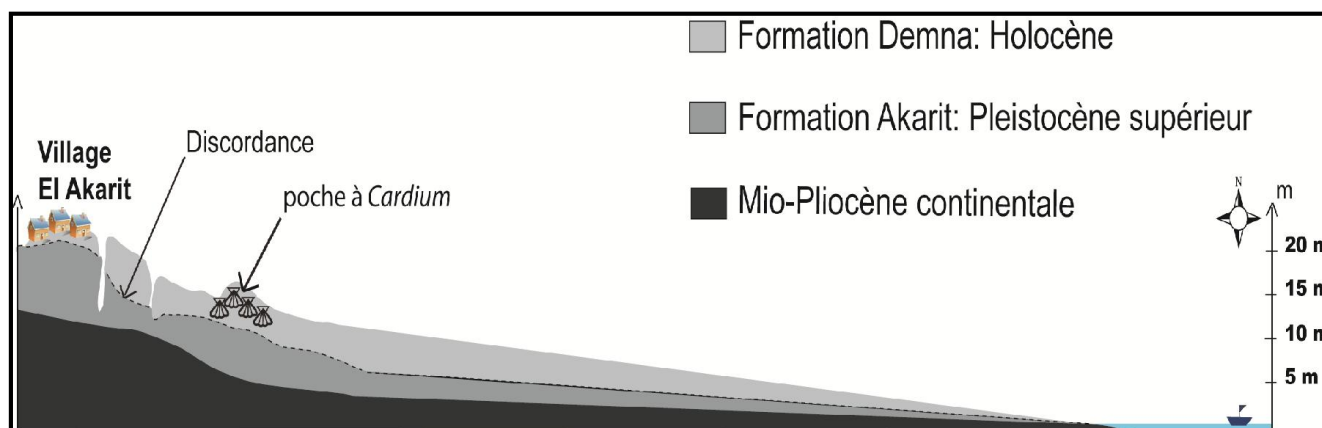 Formation Demna: Holocène
Formation Akarit: Pleistocène supérieur
Mio-Pliocène continentale
Village
El Akarit
Discordance
poche à Cardium
N
m
20 m
15 m
10 m
5 m